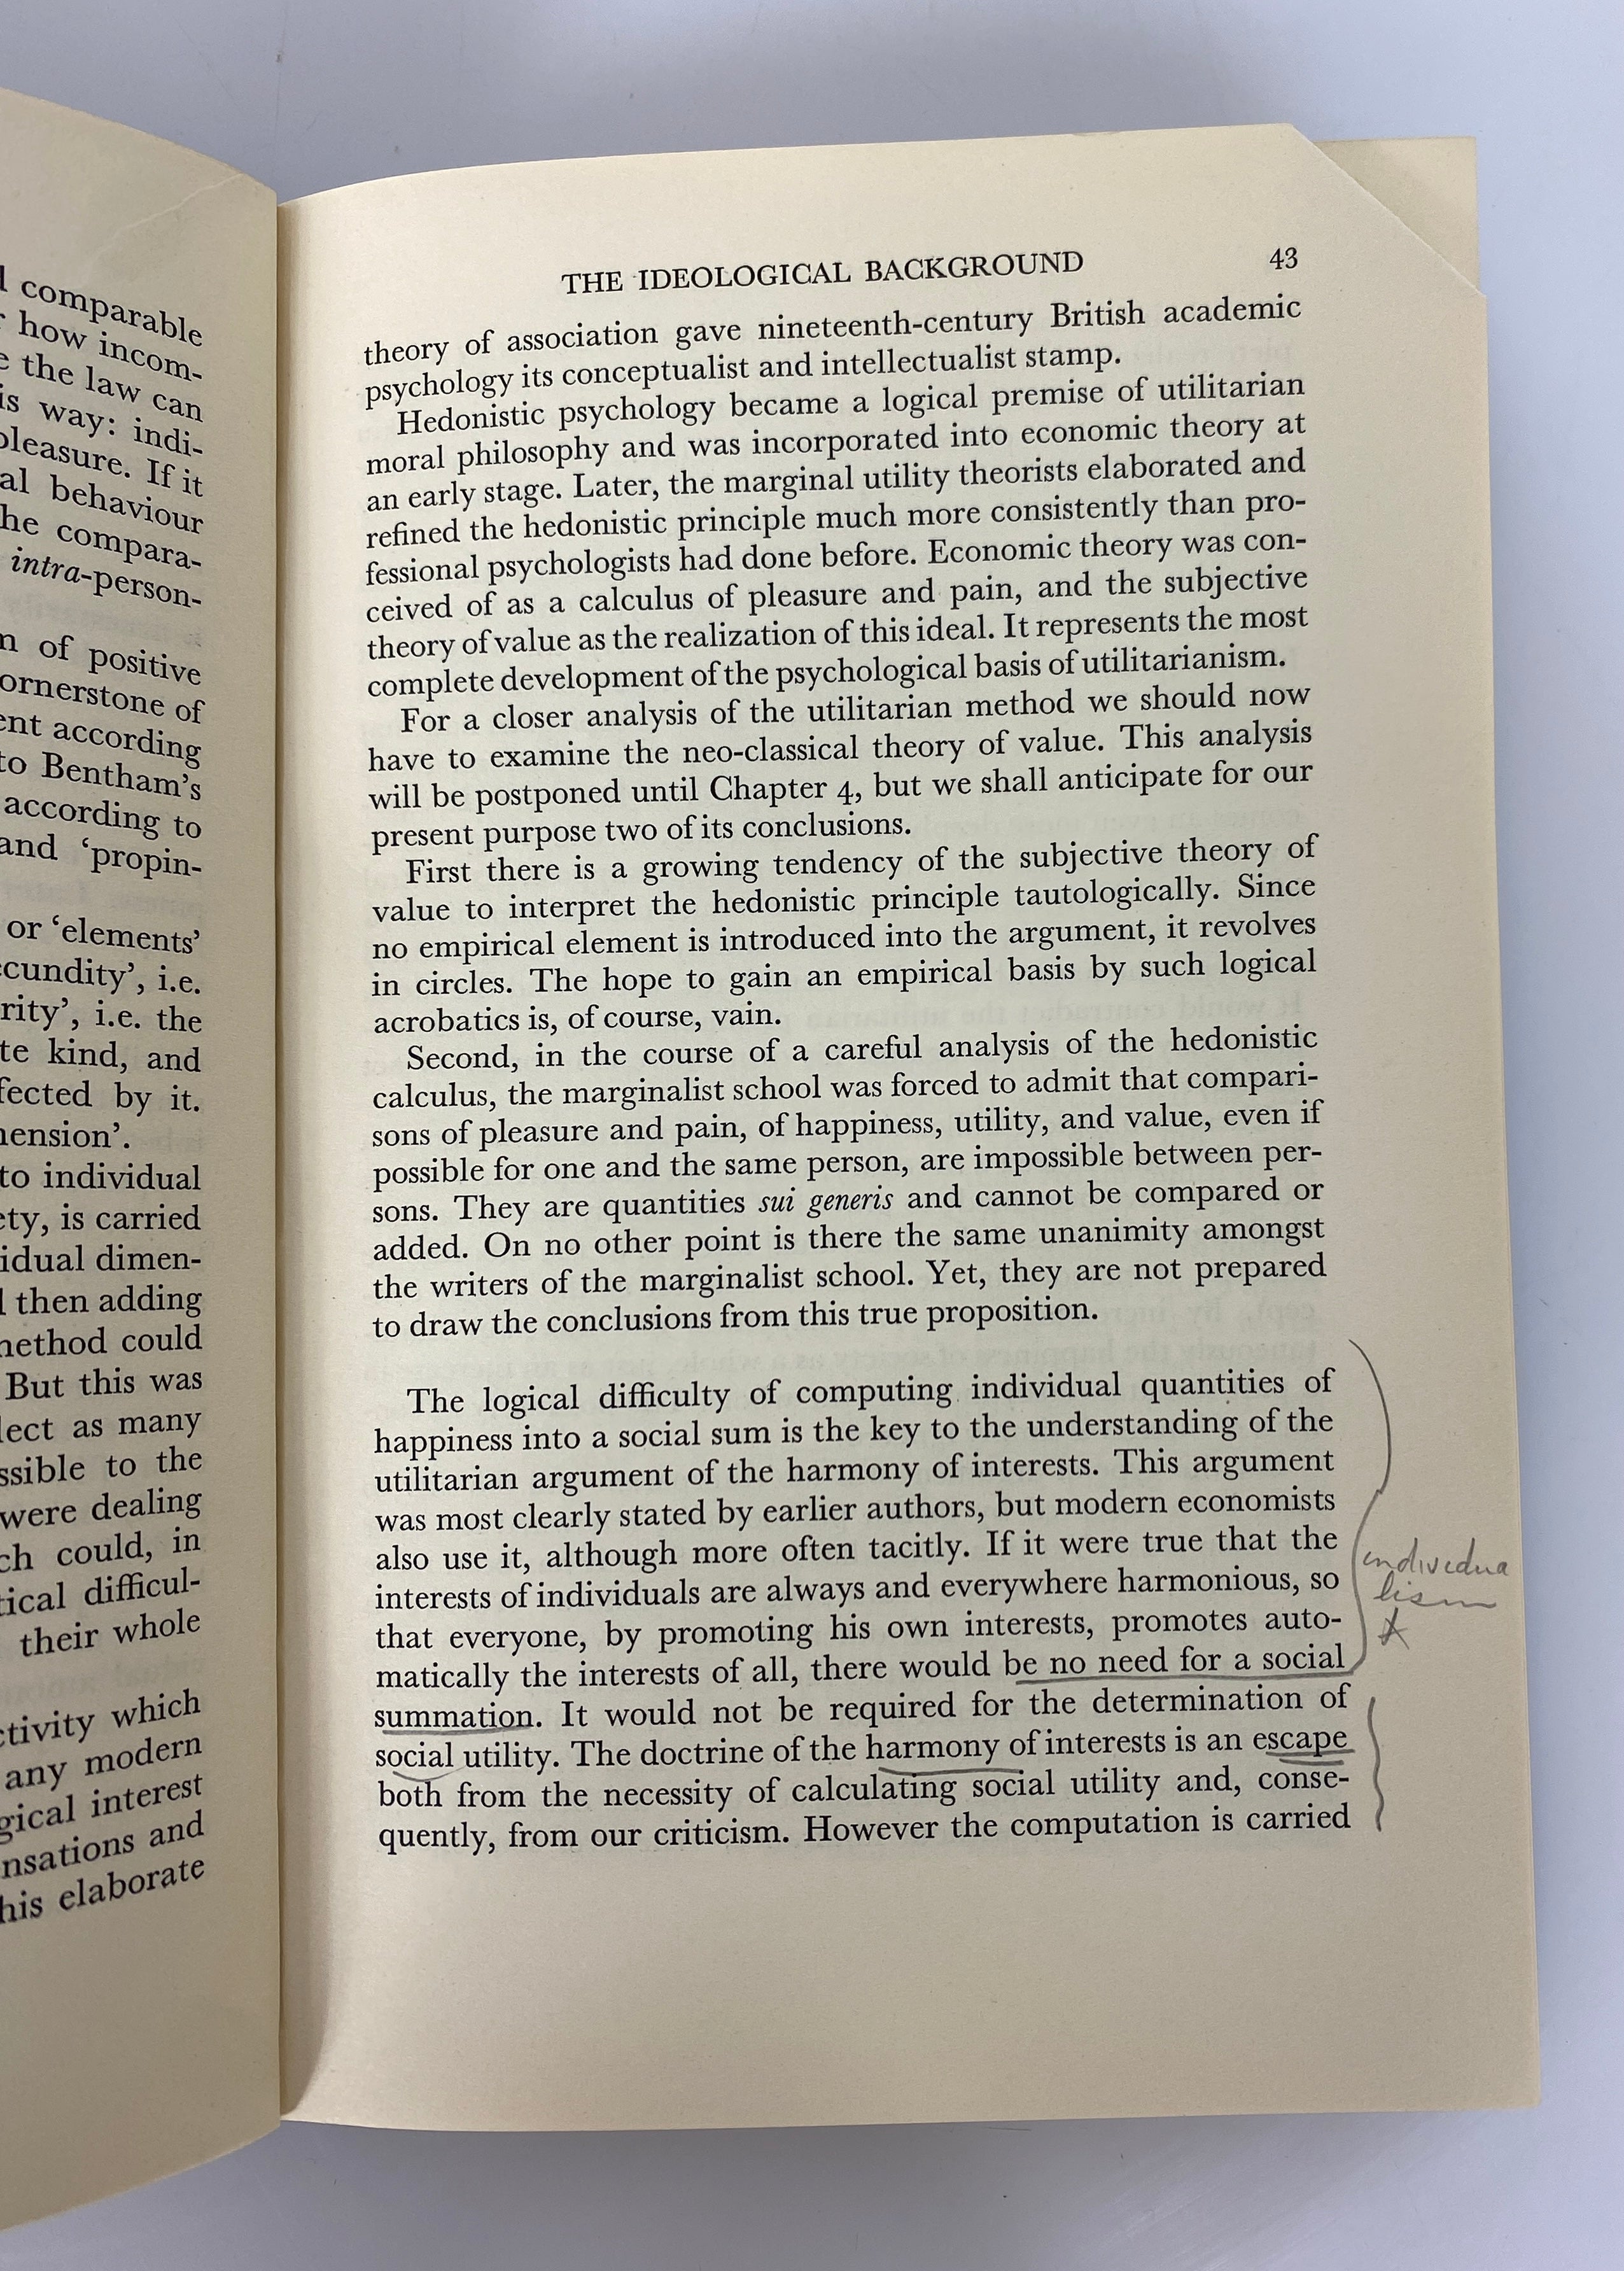 l comparable
how incom-
the law can
is way: indi-
pleasure. If it
al behaviour
he compara-
intra-person-
n of positive
ornerstone of
ent according
to Bentham's
according to
and ‘propin-
or ‘elements’
ecundity’, i.e.
rity’, i.e. the
te kind, and
fected by it.
nension’.
to individual
ety, is carried
idual dimen-
l then adding
nethod could
But this was
lect as many
ssible to the
were dealing
ch could, in
tical difficul-
their whole
ctivity which
any modern
gical interest
nsations and
his elaborate
THE IDEOLOGICAL BACKGROUND 43
theory of association gave nineteenth-century British academic
psychology its conceptualist and intellectualist stamp.
Hedonistic psychology became a logical premise of utilitarian
moral philosophy and was incorporated into economic theory at
an early stage. Later, the marginal utility theorists elaborated and
refined the hedonistic principle much more consistently than pro-
fessional psychologists had done before. Economic theory was con-
ceived of as a calculus of pleasure and pain, and the subjective
theory of value as the realization of this ideal. It represents the most
complete development of the psychological basis of utilitarianism.
For a closer analysis of the utilitarian method we should now
have to examine the neo-classical theory of value. This analysis
will be postponed until Chapter 4, but we shall anticipate for our
present purpose two of its conclusions.
First there is a growing tendency of the subjective theory of
value to interpret the hedonistic principle tautologically. Since
no empirical element is introduced into the argument, it revolves
in circles. The hope to gain an empirical basis by such logical
acrobatics is, of course, vain.
Second, in the course of a careful analysis of the hedonistic
calculus, the marginalist school was forced to admit that compari-
sons of pleasure and pain, of happiness, utility, and value, even if
possible for one and the same person, are impossible between per-
sons. They are quantities sui generis and cannot be compared or
added. On no other point is there the same unanimity amongst
the writers of the marginalist school. Yet, they are not prepared
to draw the conclusions from this true proposition.
The logical difficulty of computing individual quantities of
happiness into a social sum is the key to the understanding of the
utilitarian argument of the harmony of interests. This argument
was most clearly stated by earlier authors, but modern economists
also use it, although more often tacitly. If it were true that the
interests of individuals are always and everywhere harmonious, so
that everyone, by promoting his own interests, promotes auto-
matically the interests of all, there would be no need for a social
summation. It would not be required for the determination of
social utility. The doctrine of the harmony of interests is an escape
both from the necessity of calculating social utility and, conse-
quently, from our criticism. However the computation is carried
individua
lism